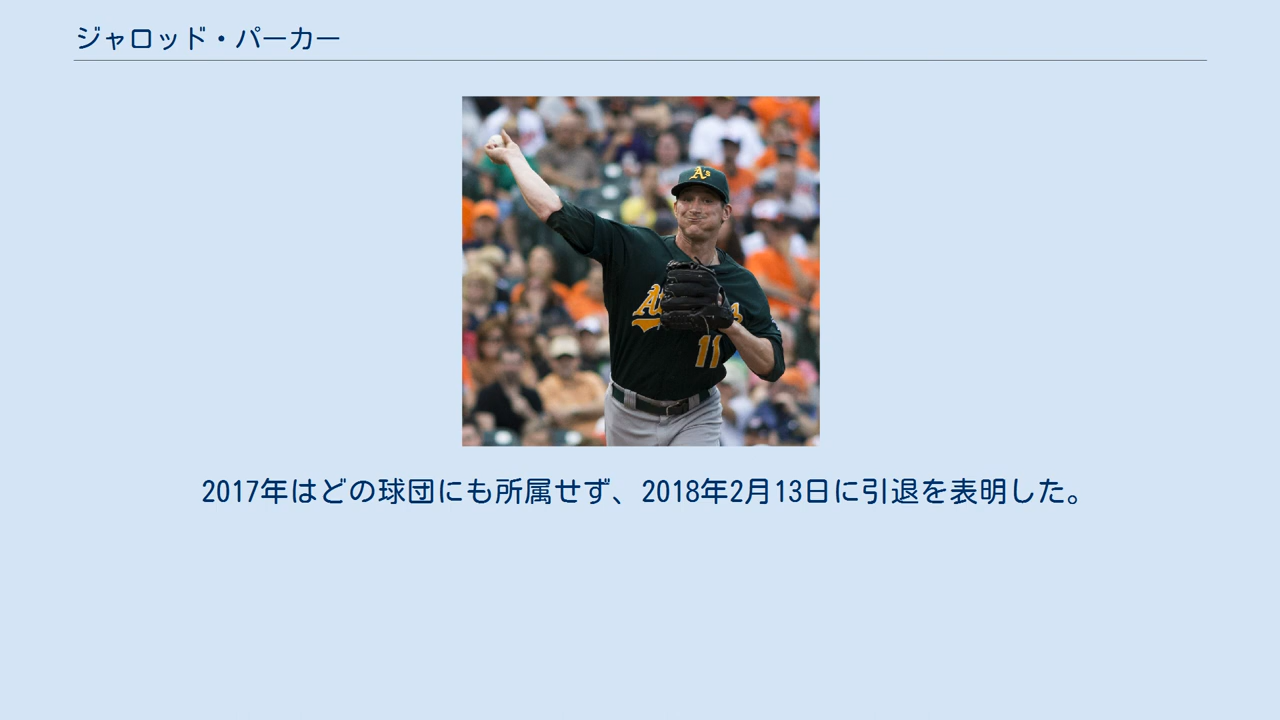 ジャロッド・パーカー
A's
11
2017年はどの球団にも所属せず、2018年2月13日に引退を表明した。